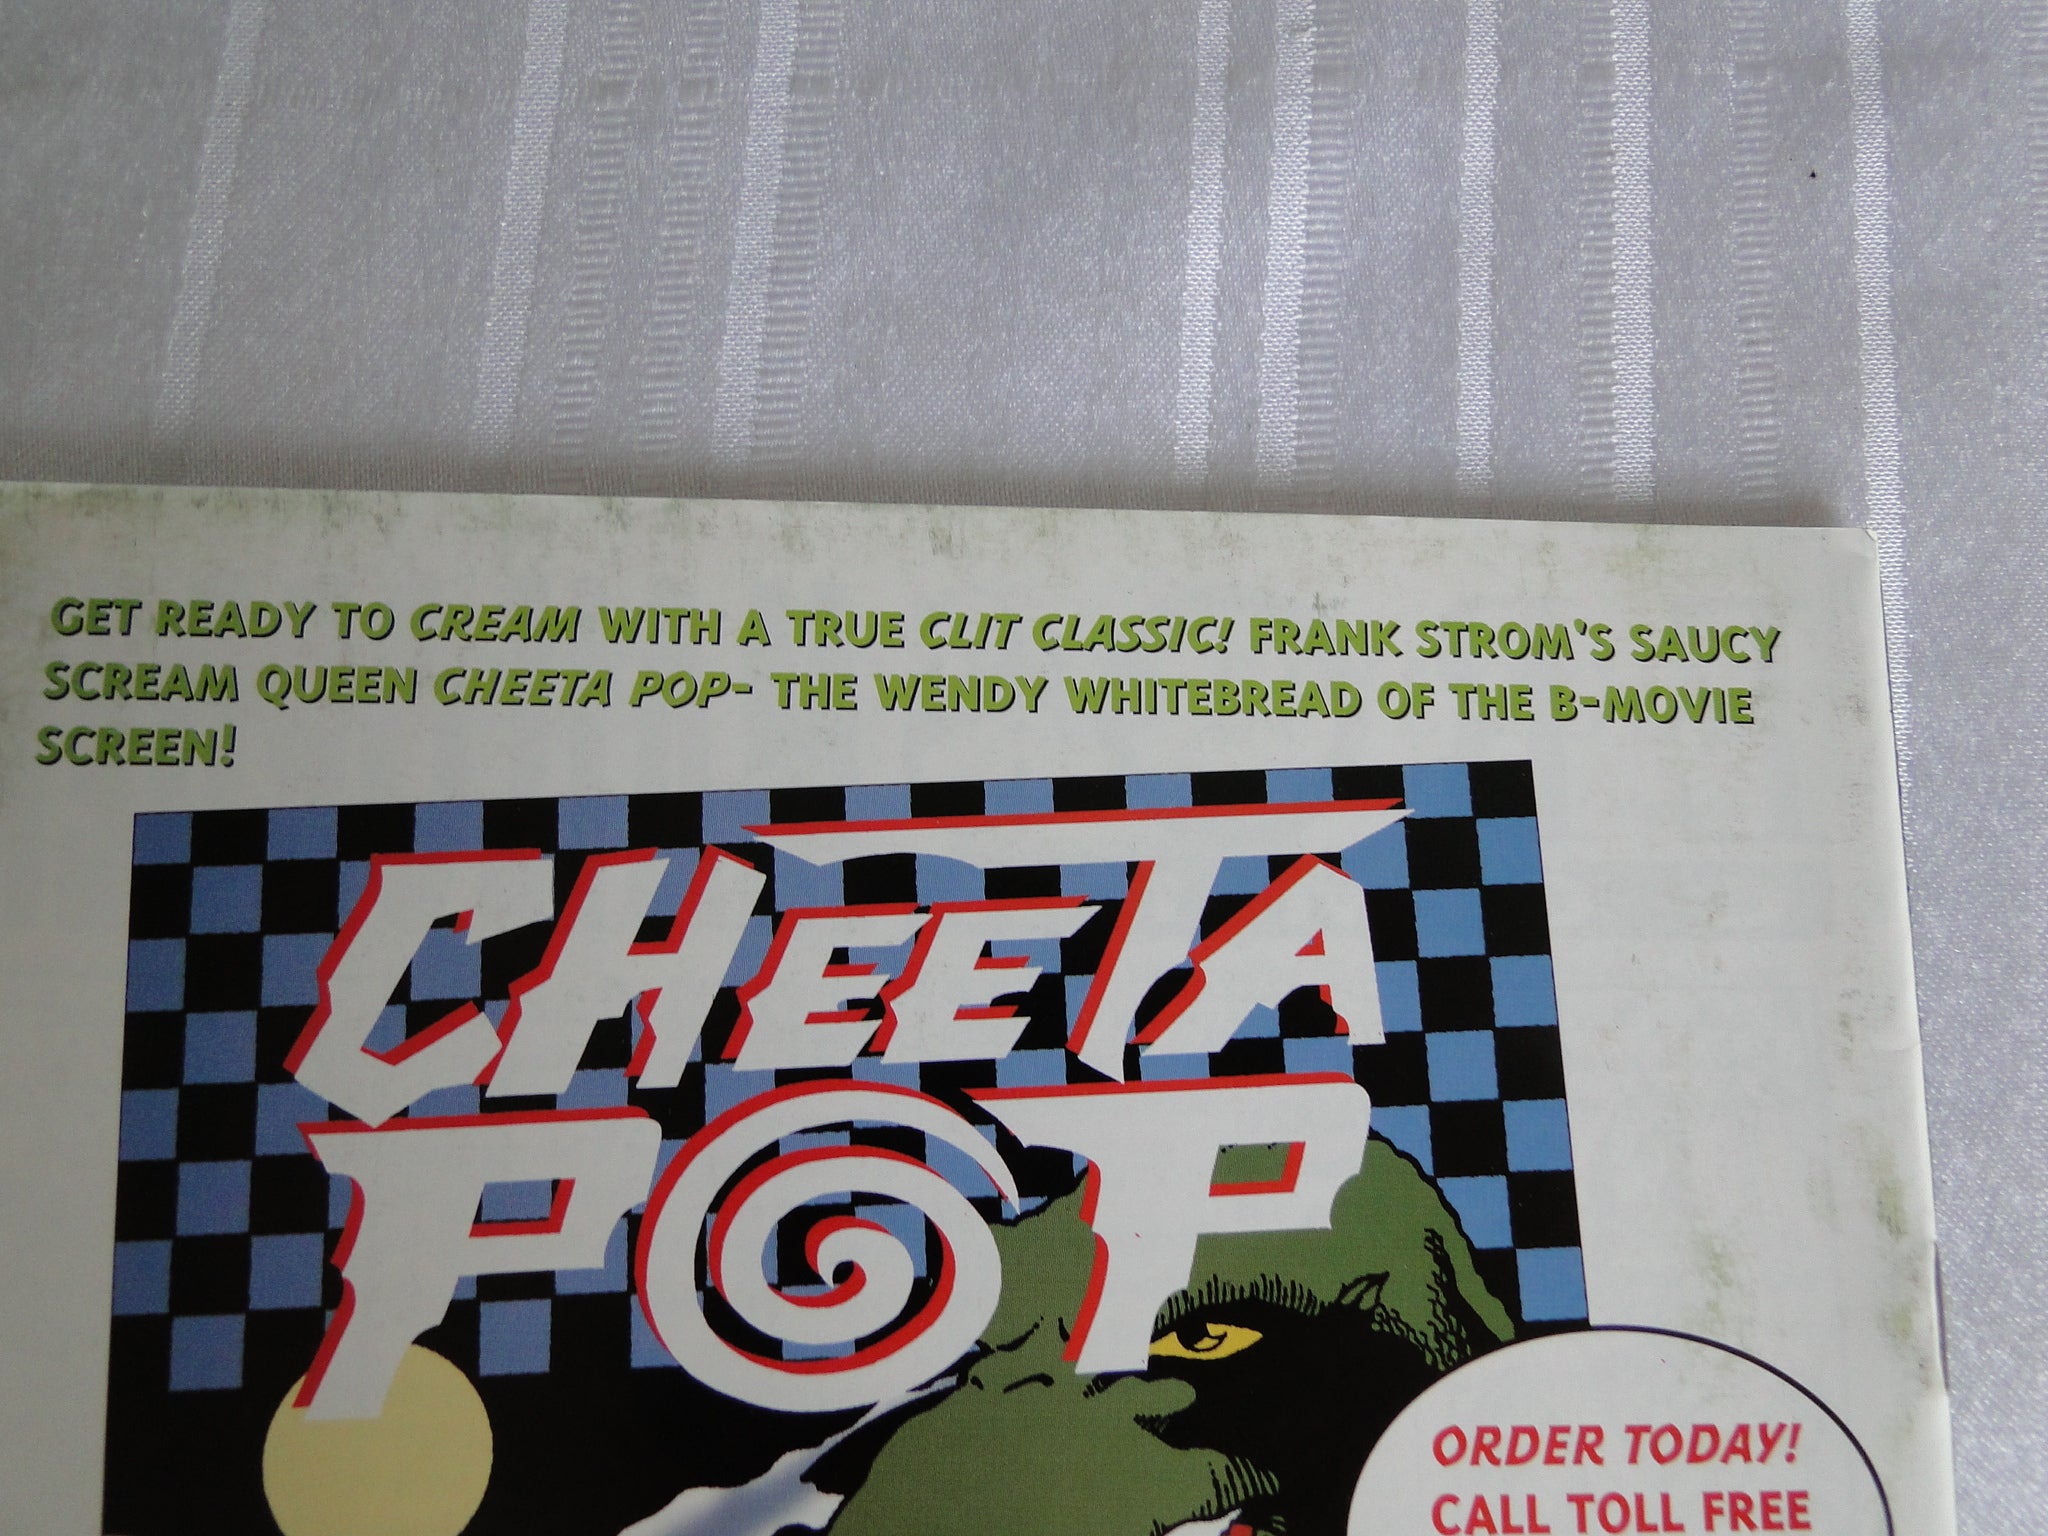 GET READY TO CREAM WITH A TRUE CLIT CLASSIC! FRANK STROM'S SAUCY
SCREAM QUEEN CHEETA POP- THE WENDY WHITEBREAD OF THE B-MOVIE
SCREEN!
CHEETA
POP
ORDER TODAY!
CALL TOLL FREE